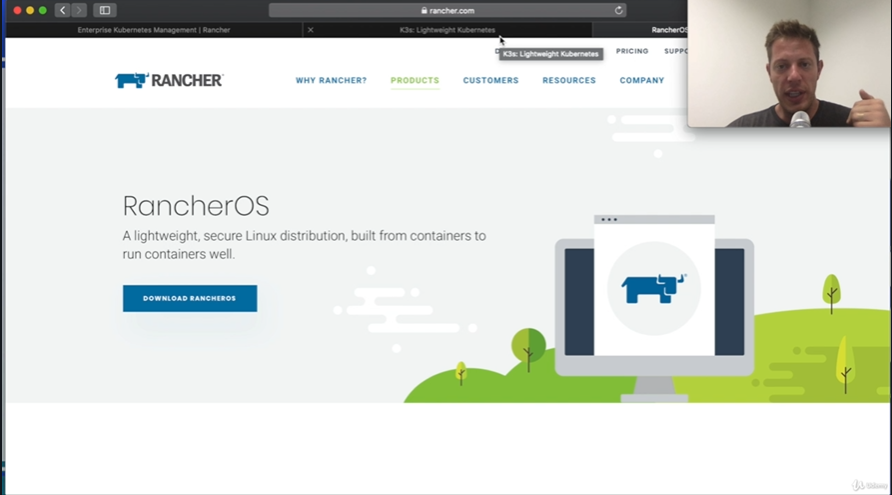 rancher.com
Enterprise Kubernetes Management | Rancher
K3s: Lightweight Kubernetes
RancherOS
K3s: Lightweight Kubernetes
PRICING
RANCHER
WHY RANCHER?
PRODUCTS
CUSTOMERS
RESOURCES
COMPANY
RancherOS
A lightweight, secure Linux distribution, built from containers to
run containers well.
DOWNLOAD RANCHEROS
Udemy